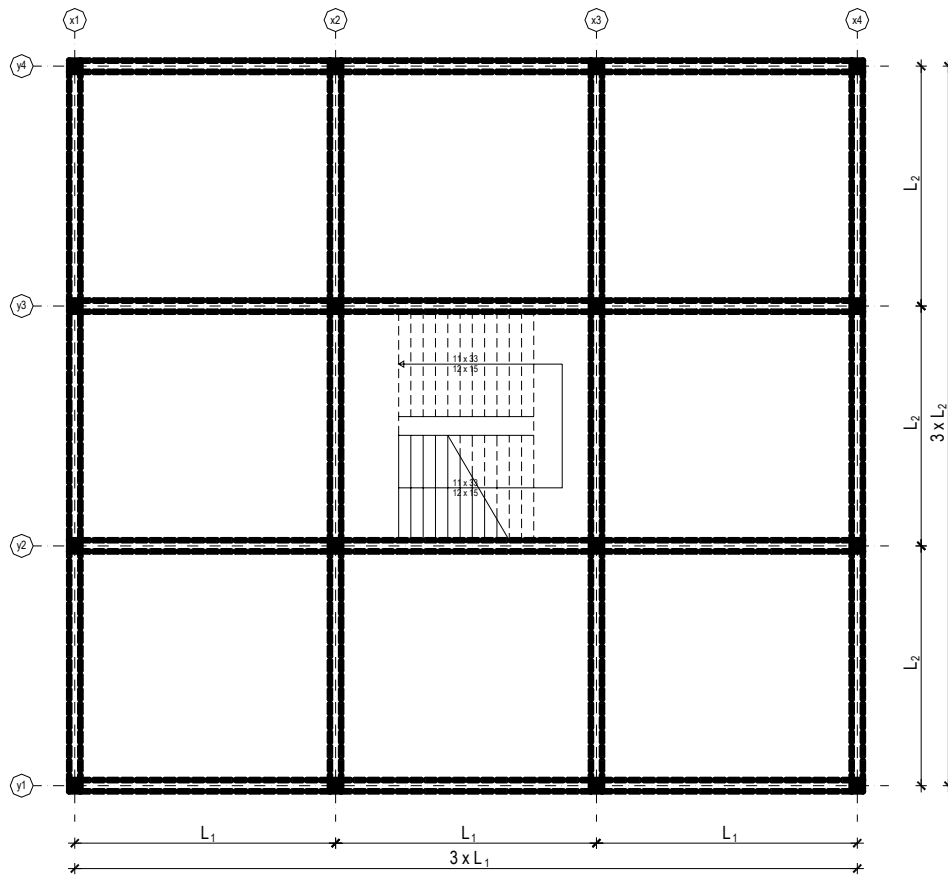 x1
x2
x3
x4
y4
L₂
y3
11 x 33
12 x 15
L₂
3 x L₂
11 x 33
12 x 15
y2
L₂
y1
L₁
L₁
L₁
3 x L₁